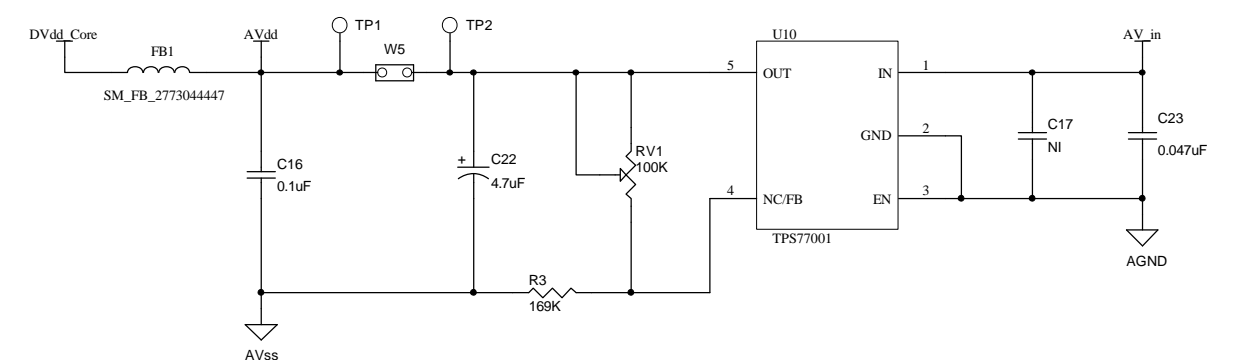 TP1
TP2
DVdd_Core
FB1
AVdd
W5
U10
AV_in
5
OUT
IN
1
SM_FB_2773044447
C16
0.1uF
+
C22
4.7uF
RV1
100K
GND
2
C17
NI
C23
0.047uF
4
NC/FB
EN
3
TPS77001
AGND
R3
169K
AVss